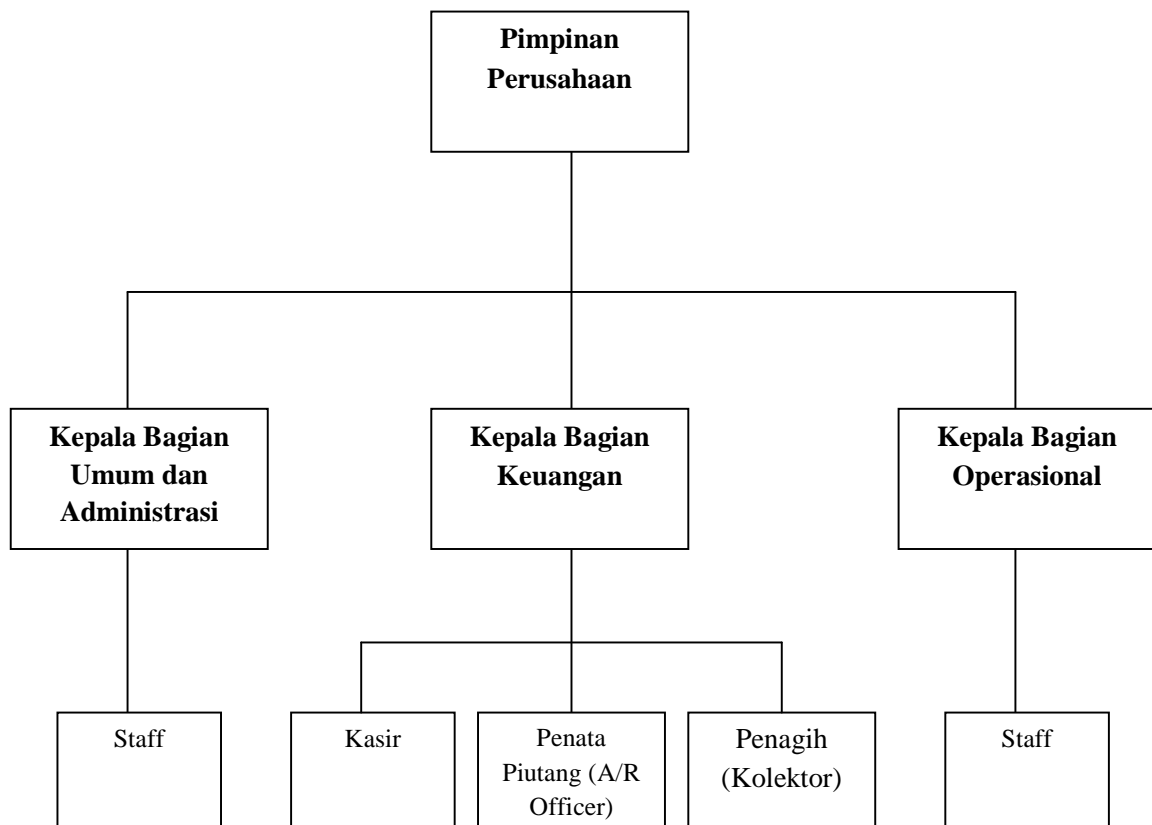 Pimpinan
Perusahaan
Kepala Bagian
Umum dan
Administrasi
Kepala Bagian
Keuangan
Kepala Bagian
Operasional
Staff
Kasir
Penata
Piutang (A/R
Officer)
Penagih
(Kolektor)
Staff